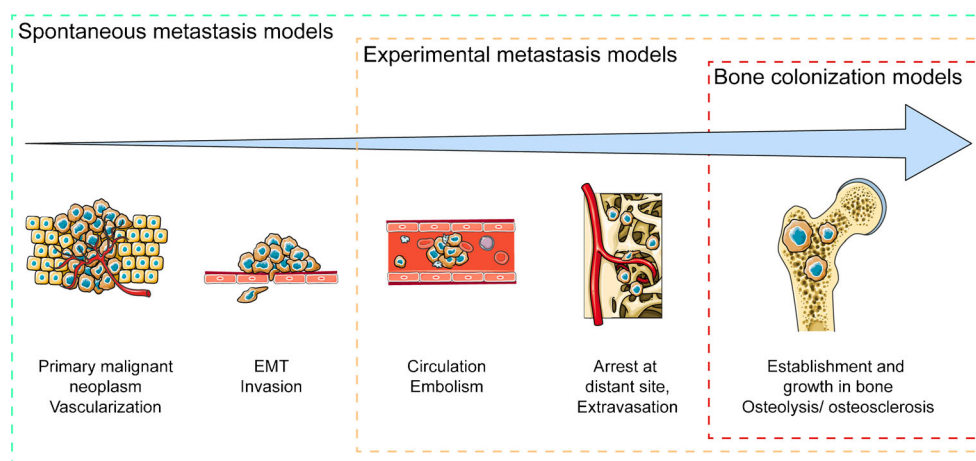 Spontaneous metastasis models
Experimental metastasis models
Bone colonization models
Primary malignant
neoplasm
Vascularization
EMT
Invasion
Circulation
Embolism
Arrest at
distant site,
Extravasation
Establishment and
growth in bone
Osteolysis/ osteosclerosis